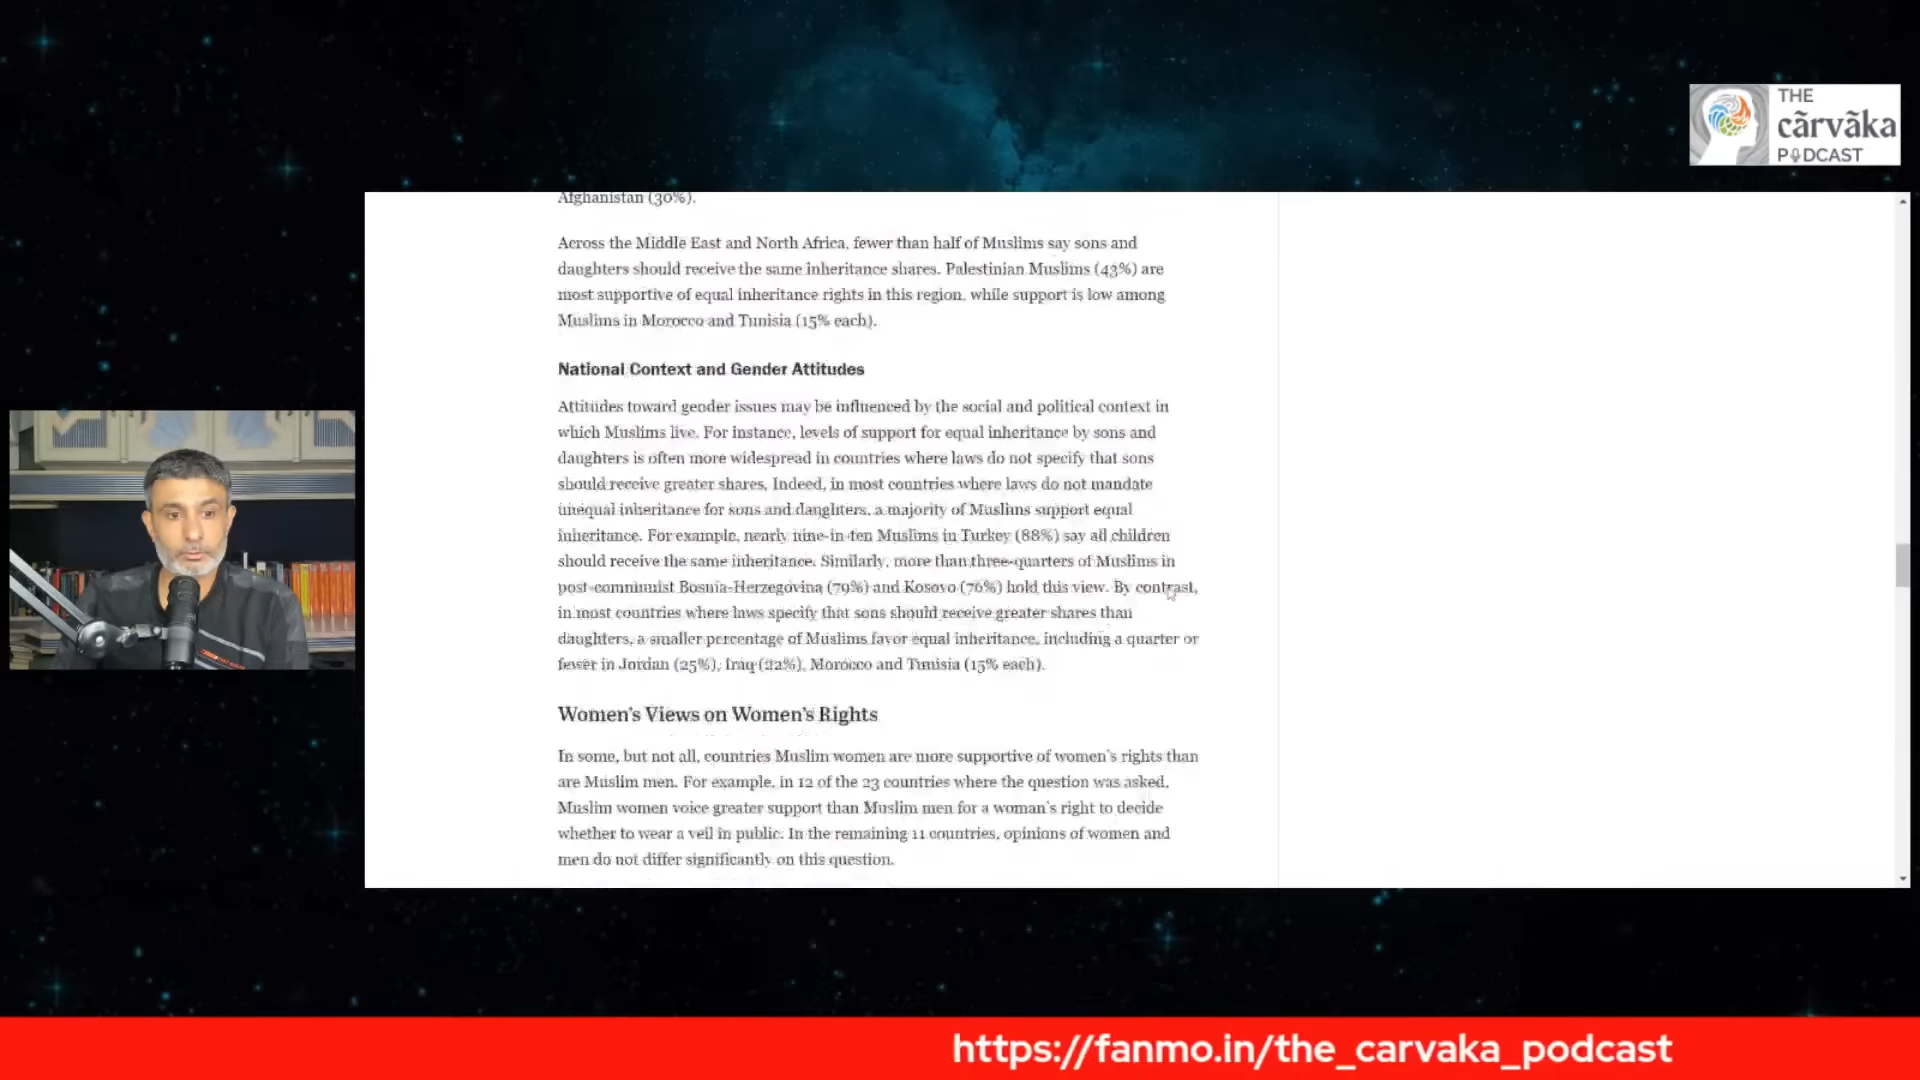 THE
cārvāka
PODCAST
Afghanistan (30%).
Across the Middle East and North Africa, fewer than half of Muslims say sons and
daughters should receive the same inheritance shares. Palestinian Muslims (43%) are
most supportive of equal inheritance rights in this region, while support is low among
Muslims in Morocco and Tunisia (15% each).
National Context and Gender Attitudes
Attitudes toward gender issues may be influenced by the social and political context in
which Muslims live. For instance, levels of support for equal inheritance by sons and
daughters is often more widespread in countries where laws do not specify that sons
should receive greater shares. Indeed, in most countries where laws do not mandate
unequal inheritance for sons and daughters, a majority of Muslims support equal
inheritance. For example, nearly nine-in-ten Muslims in Turkey (88%) say all children
should receive the same inheritance. Similarly, more than three-quarters of Muslims in
post-communist Bosnia-Herzegovina (79%) and Kosovo (76%) hold this view. By contrast,
in most countries where laws specify that sons should receive greater shares than
daughters, a smaller percentage of Muslims favor equal inheritance, including a quarter or
fewer in Jordan (25%), Iraq (22%), Morocco and Tunisia (15% each).
Women's Views on Women's Rights
In some, but not all, countries Muslim women are more supportive of women's rights than
are Muslim men. For example, in 12 of the 23 countries where the question was asked,
Muslim women voice greater support than Muslim men for a woman's right to decide
whether to wear a veil in public. In the remaining 11 countries, opinions of women and
men do not differ significantly on this question.
https://fanmo.in/the_carvaka_podcast